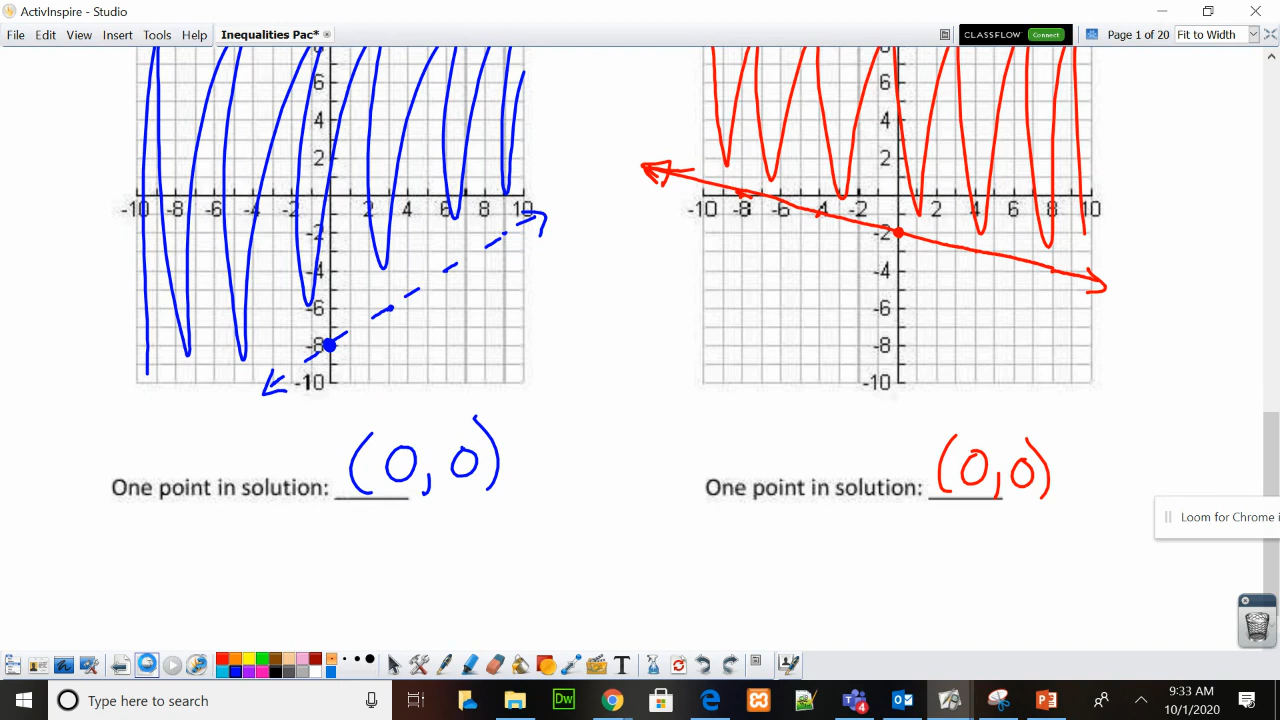 ActivInspire - Studio
File Edit View Insert Tools Help Inequalities Pac* CLASSFLOW Connect Page 1 of 20 Fit to Width
6 6
4 4
2 2
-10 -8 -6 -4 -2 2 4 6 8 10 -10 -8 -6 -4 -2 2 4 6 8 10
-2 -2
-4 -4
-6 -6
-8 -8
-10 -10
One point in solution: (0,0) One point in solution: (0,0)
Loom for Chrome i
T
Type here to search Dw 4 9:33 AM
10/1/2020